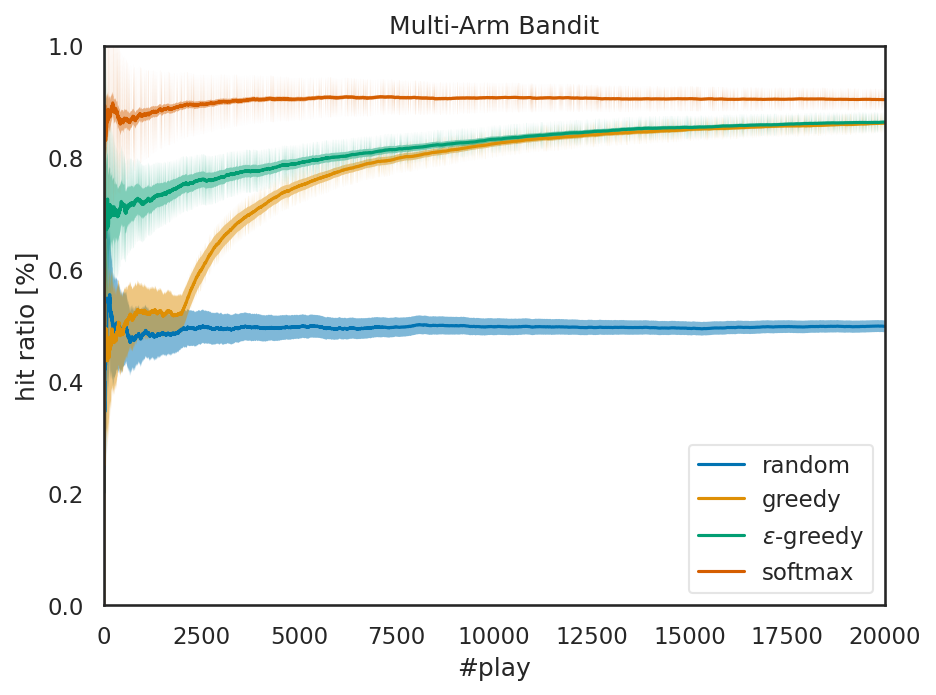 Multi-Arm Bandit
hit ratio [%]
1.0
0.8
0.6
0.4
0.2
0.0
random
greedy
ε-greedy
softmax
0 2500 5000 7500 10000 12500 15000 17500 20000
#play